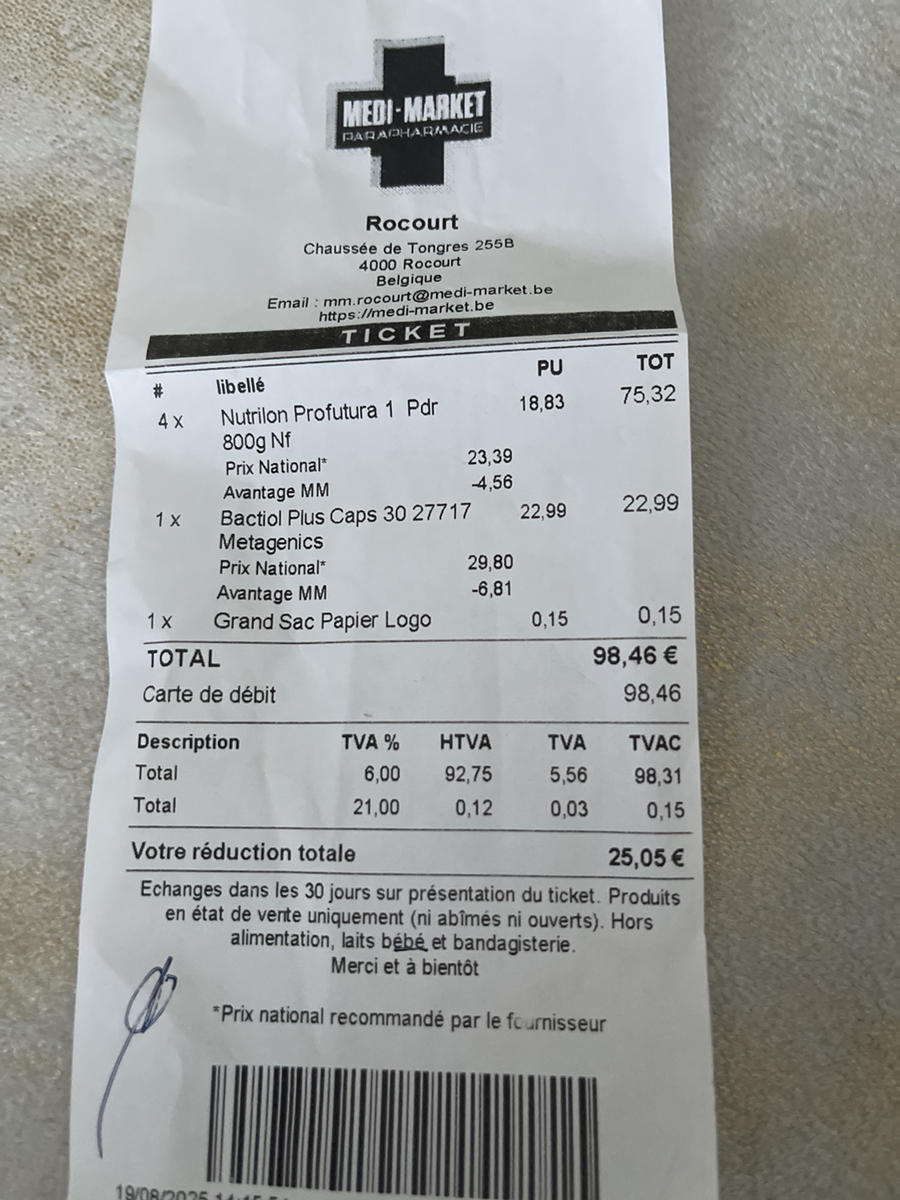 MEDI-MARKET
PARAPHARMACIE
Rocourt
Chaussée de Tongres 255B
4000 Rocourt
Belgique
Email : mm.rocourt@medi-market.be
https://medi-market.be
TICKET
# libellé PU TOT
4 x Nutrilon Profutura 1 Pdr 18,83 75,32
800g Nf
Prix National* 23,39
Avantage MM -4,56
1 x Bactiol Plus Caps 30 27717 22,99 22,99
Metagenics
Prix National* 29,80
Avantage MM -6,81
1 x Grand Sac Papier Logo 0,15 0,15
TOTAL 98,46 €
Carte de débit 98,46
Description TVA % HTVA TVA TVAC
Total 6,00 92,75 5,56 98,31
Total 21,00 0,12 0,03 0,15
Votre réduction totale 25,05 €
Echanges dans les 30 jours sur présentation du ticket. Produits
en état de vente uniquement (ni abîmés ni ouverts). Hors
alimentation, laits bébé et bandagisterie.
Merci et à bientôt
*Prix national recommandé par le fournisseur
19/08/2025